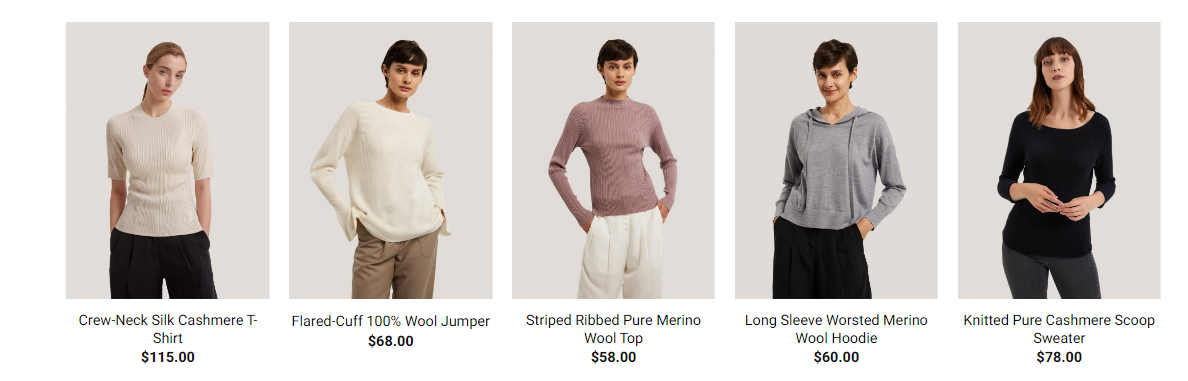 Crew-Neck Silk Cashmere T-
Shirt
$115.00
Flared-Cuff 100% Wool Jumper
$68.00
Striped Ribbed Pure Merino
Wool Top
$58.00
Long Sleeve Worsted Merino
Wool Hoodie
$60.00
Knitted Pure Cashmere Scoop
Sweater
$78.00